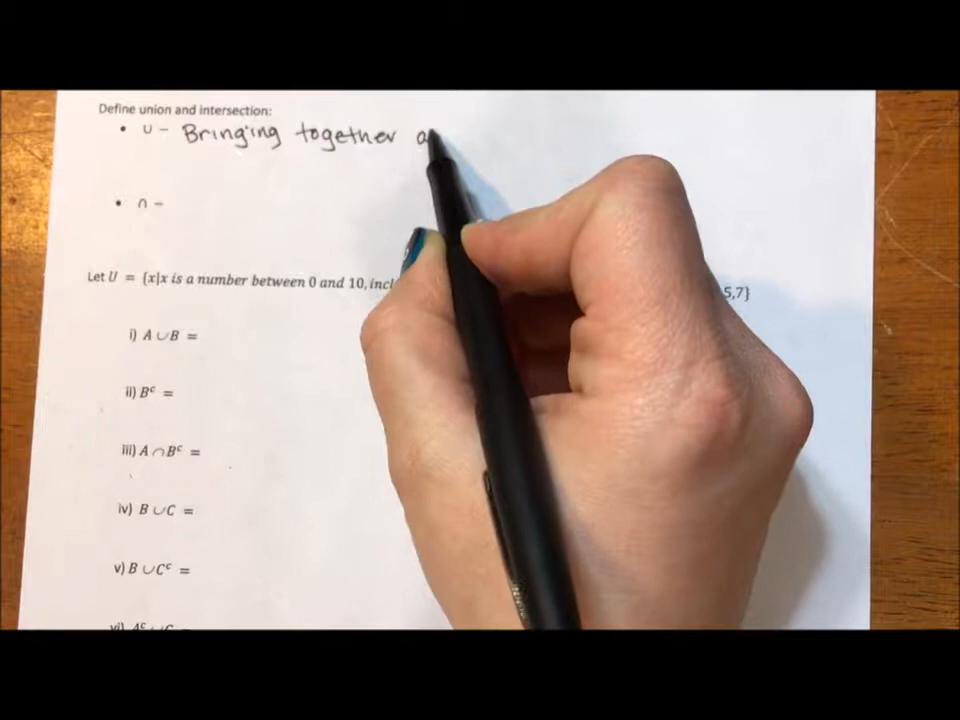 Define union and intersection:
• ∪ – Bringing together a
• ∩ –
Let U = {x|x is a number between 0 and 10, incl 5,7}
i) A ∪ B =
ii) Bᶜ =
iii) A ∩ Bᶜ =
iv) B ∪ C =
v) B ∪ Cᶜ =